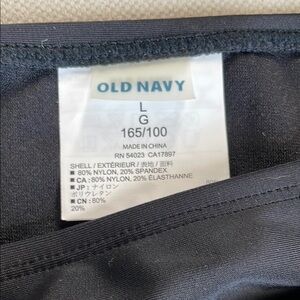 OLD NAVY
L
G
165/100
MADE IN CHINA
RN 54023 CA17897
SHELL / EXTÉRIEUR / 表地 / 面料
■ 80% NYLON, 20% SPANDEX
■ CA : 80% NYLON, 20% ÉLASTHANNE
■ JP : ナイロン
ポリウレタン
■ CN : 80%
20%